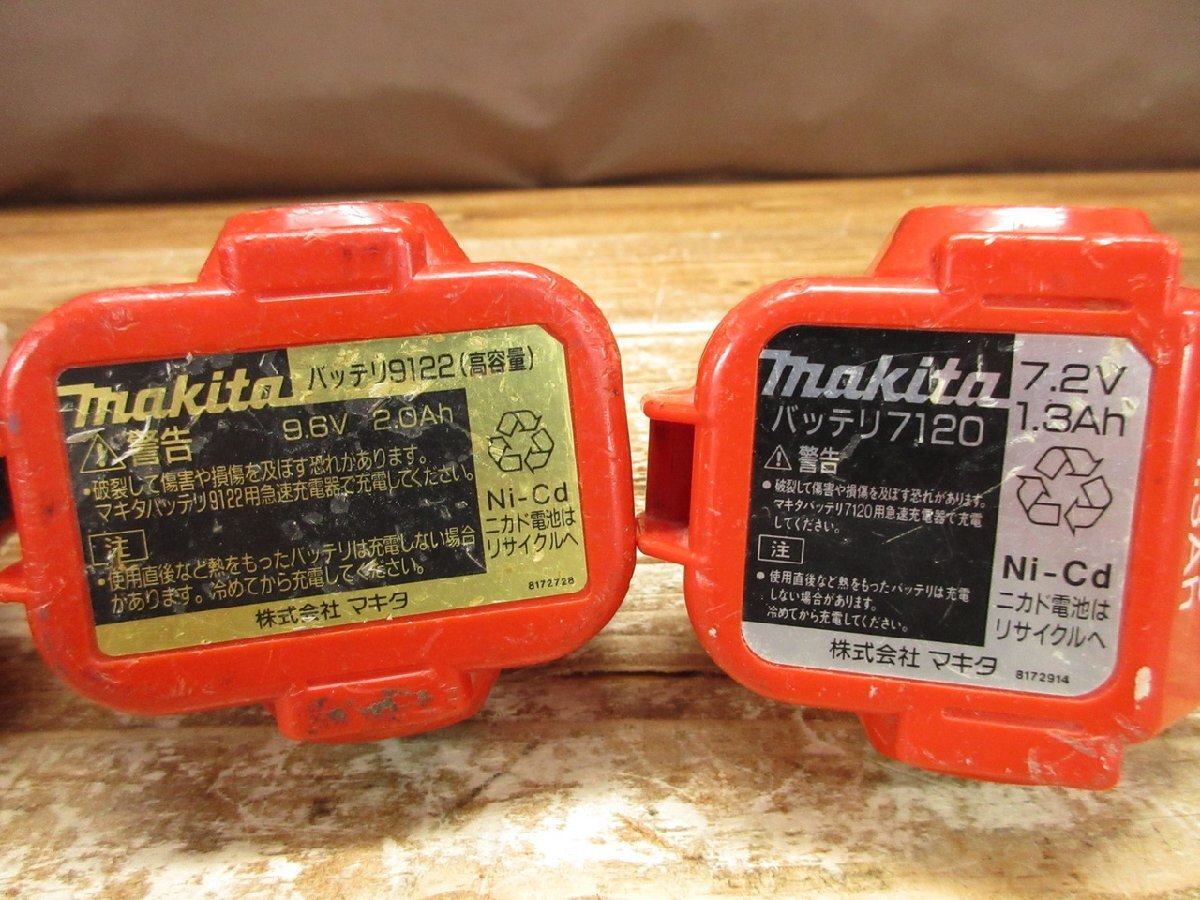 makita バッテリ9122(高容量)
9.6V 2.0Ah
⚠警告
・破裂して傷害や損傷を及ぼす恐れがあります。
マキタバッテリ9122用急速充電器で充電してください。
注
・使用直後など熱をもったバッテリは充電しない場合
があります。冷めてから充電してください。
Ni-Cd
ニカド電池は
リサイクルへ
8172728
株式会社 マキタ
makita
バッテリ7120
7.2V
1.3Ah
⚠警告
・破裂して傷害や損傷を及ぼす恐れがあります。
マキタバッテリ7120用急速充電器で充電
してください。
注
・使用直後など熱をもったバッテリは充電
しない場合があります。
冷めてから充電してください。
Ni-Cd
ニカド電池は
リサイクルへ
株式会社 マキタ
8172914